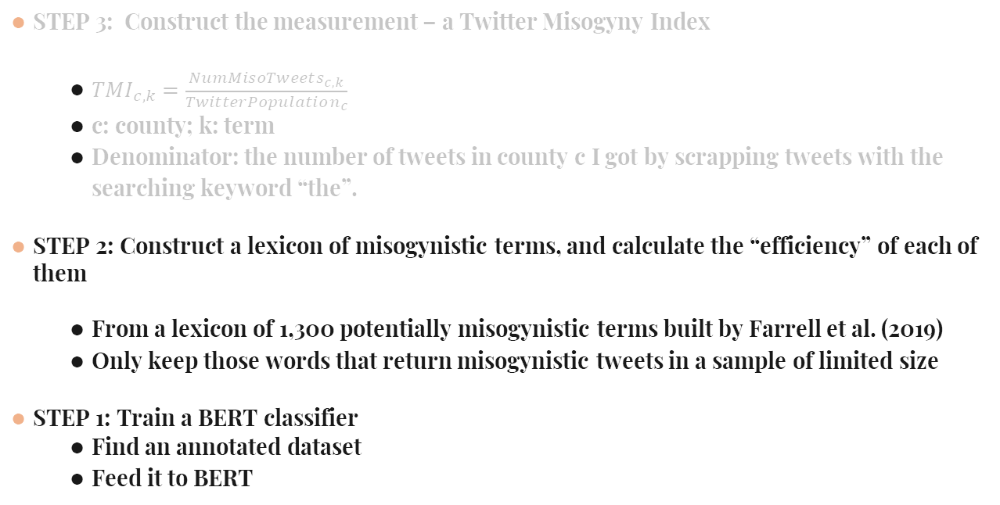 ● STEP 3: Construct the measurement – a Twitter Misogyny Index
● TMI_{c,k} = \frac{NumMisoTweets_{c,k}}{TwitterPopulation_c}
● c: county; k: term
● Denominator: the number of tweets in county c I got by scrapping tweets with the
searching keyword “the”.
● STEP 2: Construct a lexicon of misogynistic terms, and calculate the “efficiency” of each of
them
● From a lexicon of 1,300 potentially misogynistic terms built by Farrell et al. (2019)
● Only keep those words that return misogynistic tweets in a sample of limited size
● STEP 1: Train a BERT classifier
● Find an annotated dataset
● Feed it to BERT